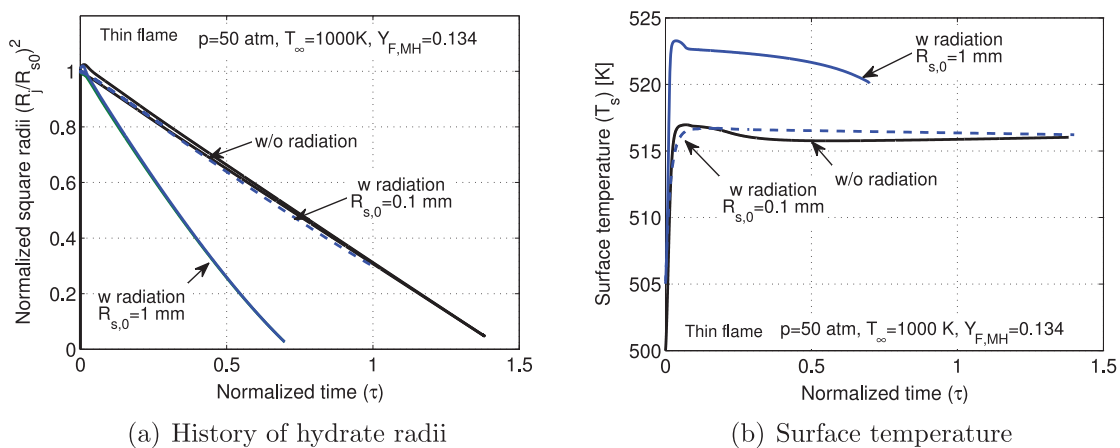 Thin flame p=50 atm, T∞=1000K, Y_F,MH=0.134
Normalized square radii (R_j/R_s0)²
1
0.8
0.6
0.4
0.2
0
w/o radiation
w radiation
R_s,0=0.1 mm
w radiation
R_s,0=1 mm
0 0.5 1 1.5
Normalized time (τ)
(a) History of hydrate radii
Surface temperature (T_s) [K]
525
520
515
510
505
500
w radiation
R_s,0=1 mm
w radiation
R_s,0=0.1 mm
w/o radiation
Thin flame p=50 atm, T∞=1000 K, Y_F,MH=0.134
0 0.5 1 1.5
Normalized time (τ)
(b) Surface temperature